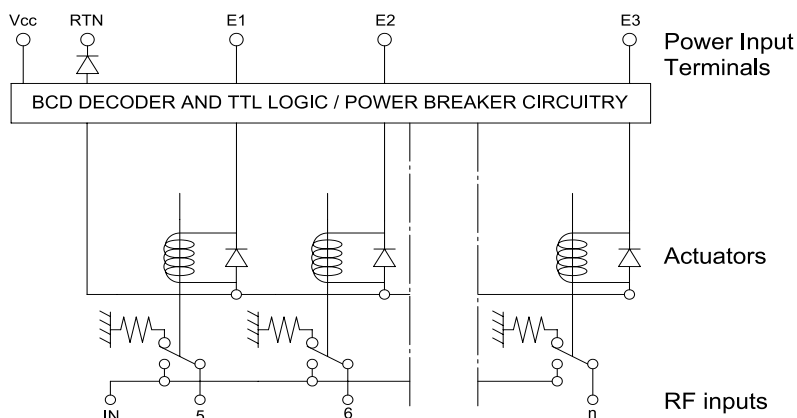 Vcc RTN E1 E2 E3
Power Input
Terminals
BCD DECODER AND TTL LOGIC / POWER BREAKER CIRCUITRY
Actuators
IN 5 6 n
RF inputs